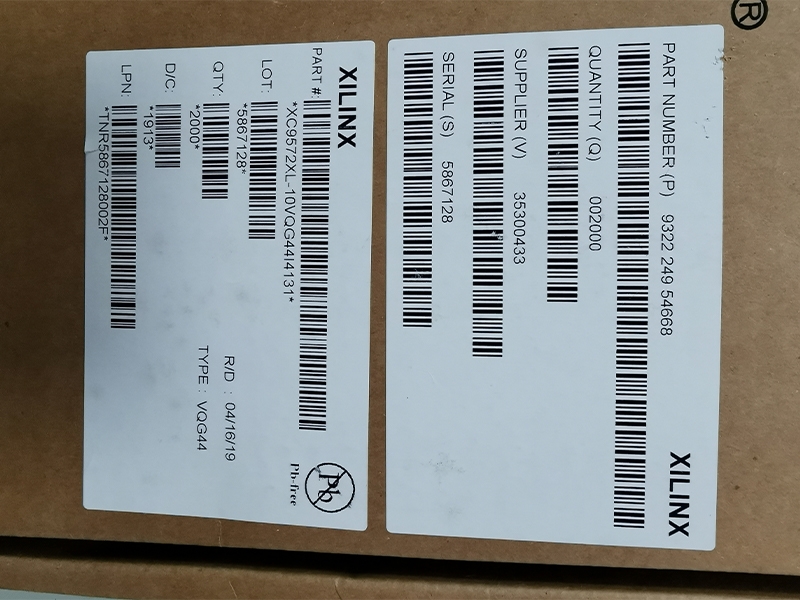 ®
PART NUMBER (P) 9322 249 54668
QUANTITY (Q) 002000
SUPPLIER (V) 35300433
SERIAL (S) 5867128
XILINX
XILINX
PART #:
*XC9572XL-10VQG44I4131*
LOT:
*5867128*
QTY:
*2000*
D/C:
*1913*
LPN:
*TNR5867128002F*
R/D : 04/16/19
TYPE : VQG44
Pb
Pb-free